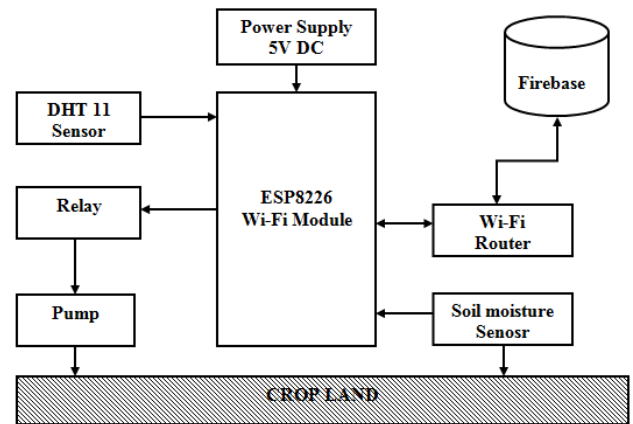 Power Supply
5V DC
Firebase
DHT 11
Sensor
ESP8226
Wi-Fi Module
Relay
Wi-Fi
Router
Pump
Soil moisture
Senosr
CROP LAND